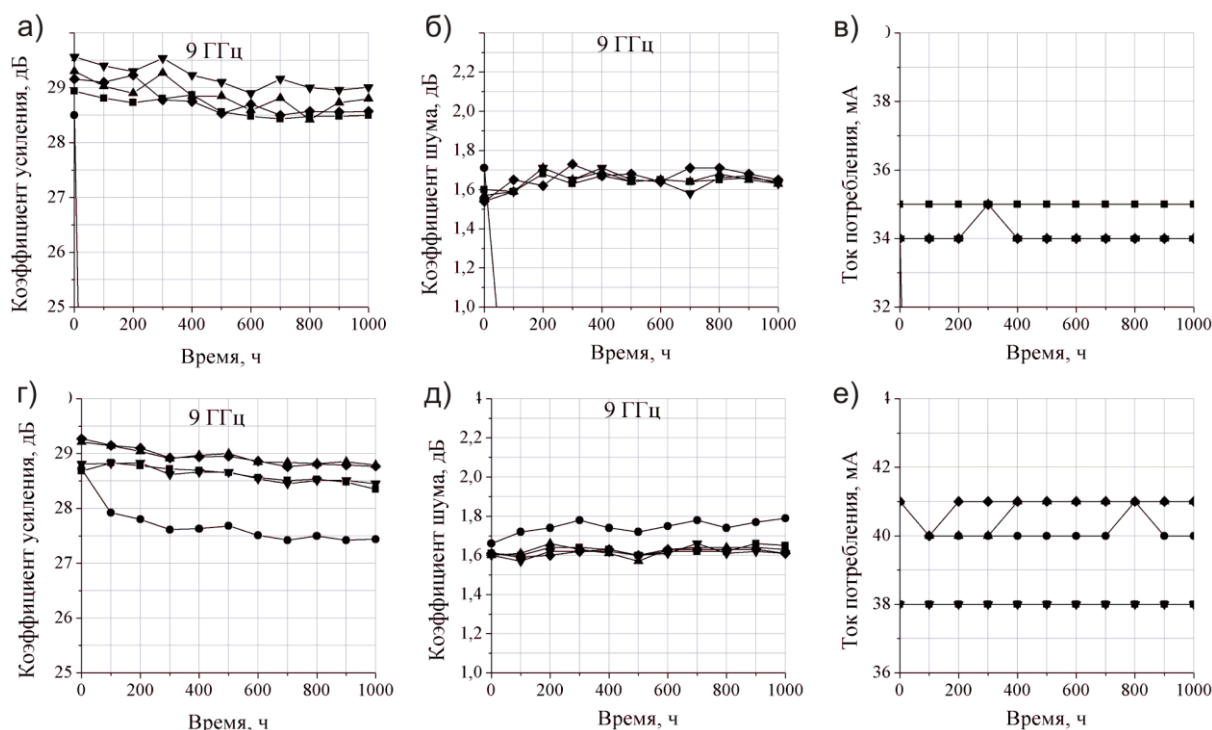 а)
9 ГГц
Коэффициент усиления, дБ
29
28
27
26
25
0 200 400 600 800 1000
Время, ч
б)
9 ГГц
Коэффициент шума, дБ
2,2
2,0
1,8
1,6
1,4
1,2
1,0
0 200 400 600 800 1000
Время, ч
в)
Ток потребления, мА
38
36
34
32
0 200 400 600 800 1000
Время, ч
г)
9 ГГц
Коэффициент усиления, дБ
29
28
27
26
25
0 200 400 600 800 1000
Время, ч
д)
9 ГГц
Коэффициент шума, дБ
2,2
2,0
1,8
1,6
1,4
1,2
1,0
0 200 400 600 800 1000
Время, ч
е)
Ток потребления, мА
42
40
38
36
0 200 400 600 800 1000
Время, ч